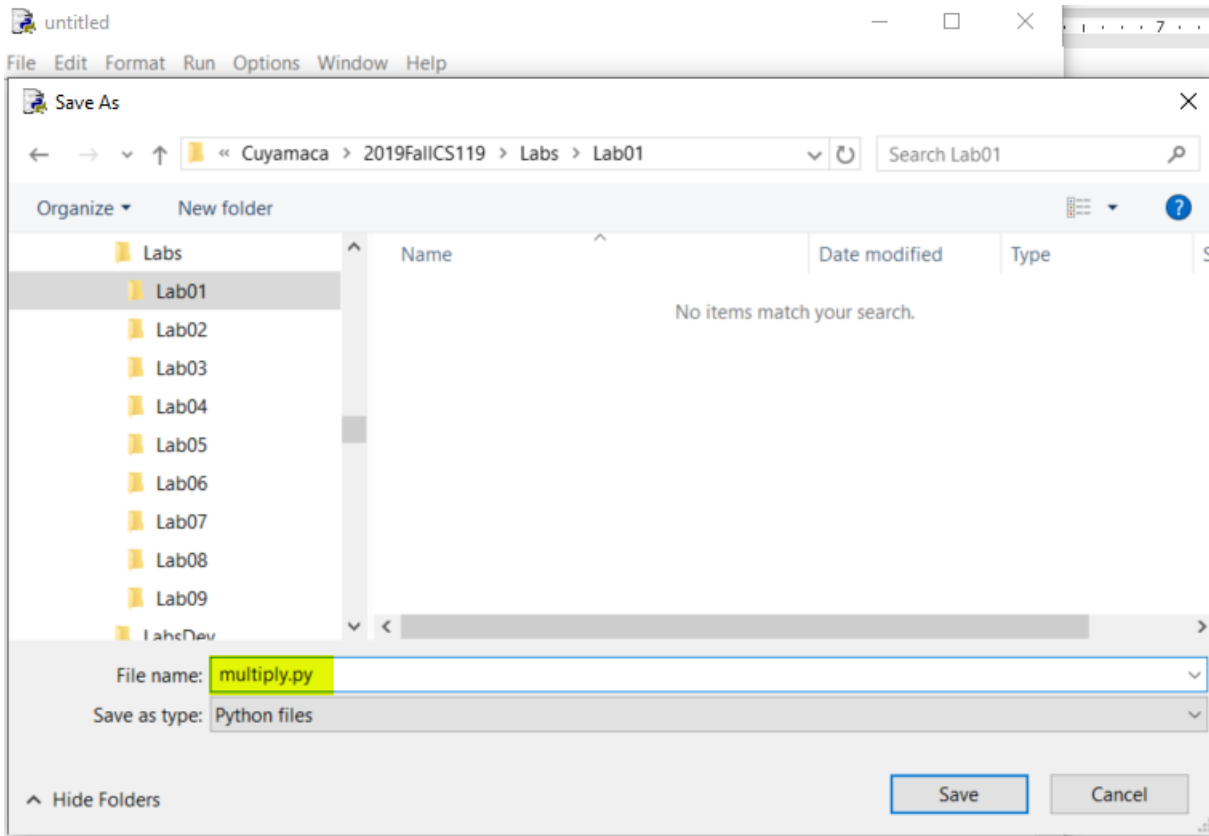 untitled
7
File Edit Format Run Options Window Help
Save As
« Cuyamaca > 2019FallCS119 > Labs > Lab01
Search Lab01
Organize New folder
?
Labs
Name Date modified Type S
Lab01
No items match your search.
Lab02
Lab03
Lab04
Lab05
Lab06
Lab07
Lab08
Lab09
LabsDev
File name: multiply.py
Save as type: Python files
Hide Folders
Save
Cancel